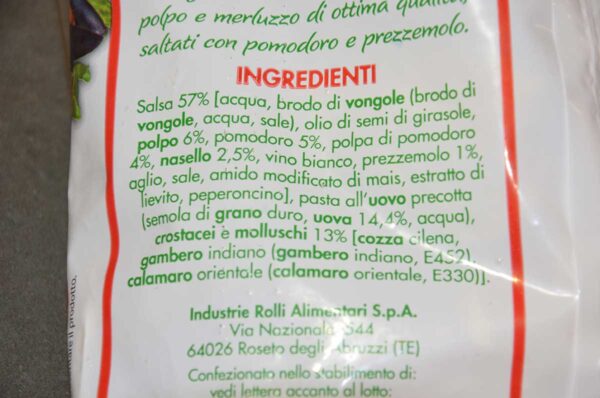 polpo e merluzzo di ottima qualità,
saltati con pomodoro e prezzemolo.
INGREDIENTI
Salsa 57% [acqua, brodo di vongole (brodo di
vongole, acqua, sale), olio di semi di girasole,
polpo 6%, pomodoro 5%, polpa di pomodoro
4%, nasello 2,5%, vino bianco, prezzemolo 1%,
aglio, sale, amido modificato di mais, estratto di
lievito, peperoncino], pasta all'uovo precotta
(semola di grano duro, uova 14,4%, acqua),
crostacei e molluschi 13% [cozza cilena,
gambero indiano (gambero indiano, E452),
calamaro orientale (calamaro orientale, E330)].
Industrie Rolli Alimentari S.p.A.
Via Nazionale 544
64026 Roseto degli Abruzzi (TE)
Confezionato nello stabilimento di:
vedi lettera accanto al lotto:
il prodotto.